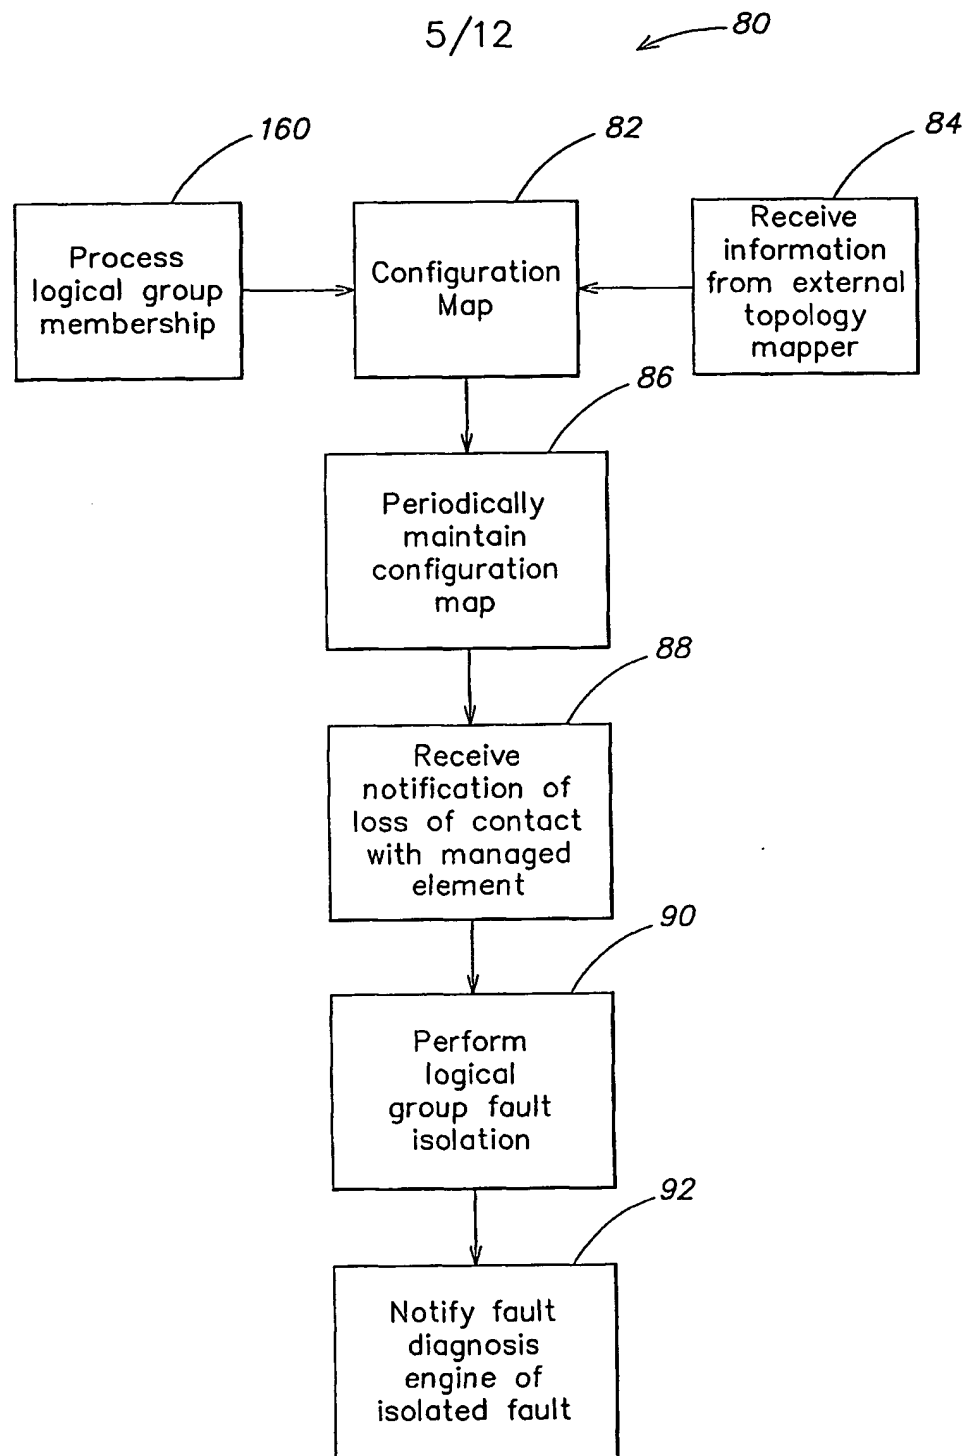 5/12
80
160
82
84
Process
logical group
membership
Configuration
Map
Receive
information
from external
topology
mapper
86
Periodically
maintain
configuration
map
88
Receive
notification of
loss of contact
with managed
element
90
Perform
logical
group fault
isolation
92
Notify fault
diagnosis
engine of
isolated fault